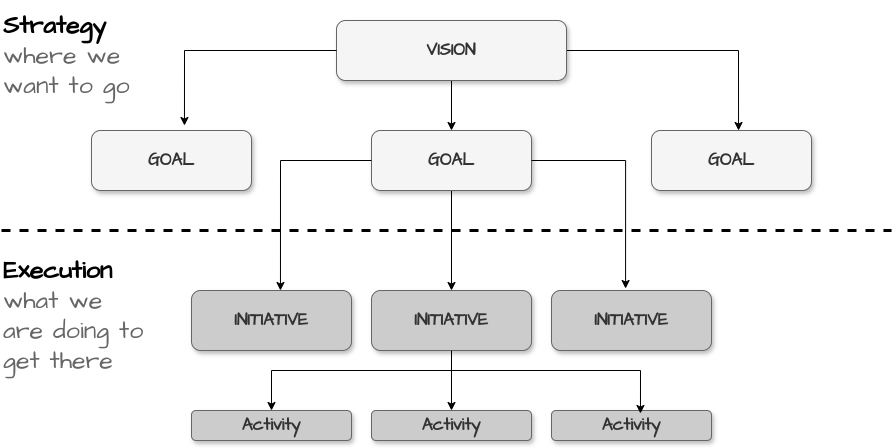 Strategy
where we
want to go
VISION
GOAL
GOAL
GOAL
Execution
what we
are doing to
get there
INITIATIVE
INITIATIVE
INITIATIVE
Activity
Activity
Activity